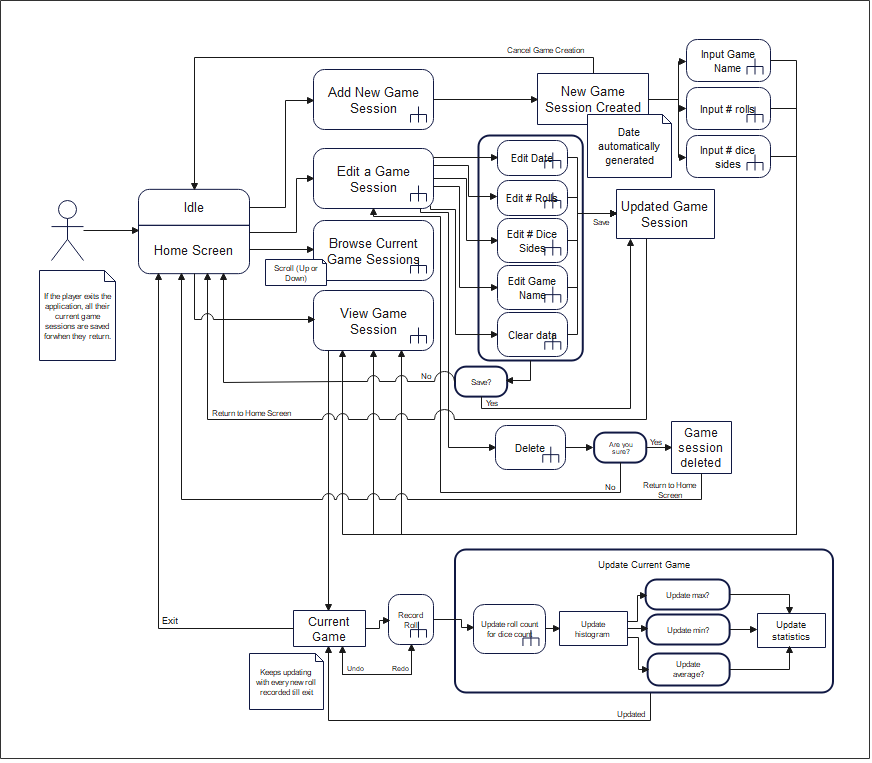 Cancel Game Creation
Input Game
Name
Add New Game
Session
New Game
Session Created
Input # rolls
Date
automatically
generated
Input # dice
sides
Edit a Game
Session
Edit Date
Edit # Rolls
Idle
Home Screen
Updated Game
Session
Save
Edit # Dice
Sides
Browse Current
Game Sessions
Scroll (Up or
Down)
Edit Game
Name
If the player exits the
application, all their
current game
sessions are saved
forwhen they return.
View Game
Session
Clear data
No
Save?
Yes
Return to Home Screen
Delete
Are you
sure?
Yes
Game
session
deleted
No
Return to Home
Screen
Update Current Game
Exit
Current
Game
Record
Roll
Update roll count
for dice count
Update
histogram
Update max?
Update min?
Update
average?
Update
statistics
Undo
Redo
Keeps updating
with every new roll
recorded till exit
Updated